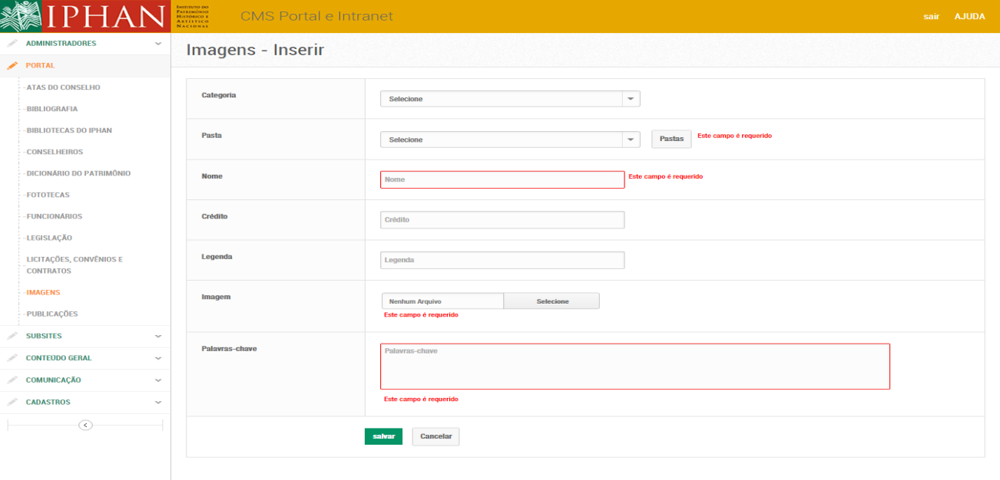 IPHAN
INSTITUTO DO
PATRIMÔNIO
HISTÓRICO E
ARTÍSTICO
NACIONAL
CMS Portal e Intranet
sair AJUDA
ADMINISTRADORES
PORTAL
ATAS DO CONSELHO
BIBLIOGRAFIA
BIBLIOTECAS DO IPHAN
CONSELHEIROS
DICIONÁRIO DO PATRIMÔNIO
FOTOTECAS
FUNCIONÁRIOS
LEGISLAÇÃO
LICITAÇÕES, CONVÊNIOS E
CONTRATOS
IMAGENS
PUBLICAÇÕES
SUBSITES
CONTEÚDO GERAL
COMUNICAÇÃO
CADASTROS
Imagens - Inserir
Categoria Selecione
Pasta Selecione Pastas Este campo é requerido
Nome Nome Este campo é requerido
Crédito Crédito
Legenda Legenda
Imagem Nenhum Arquivo Selecione
Este campo é requerido
Palavras-chave Palavras-chave
Este campo é requerido
salvar Cancelar